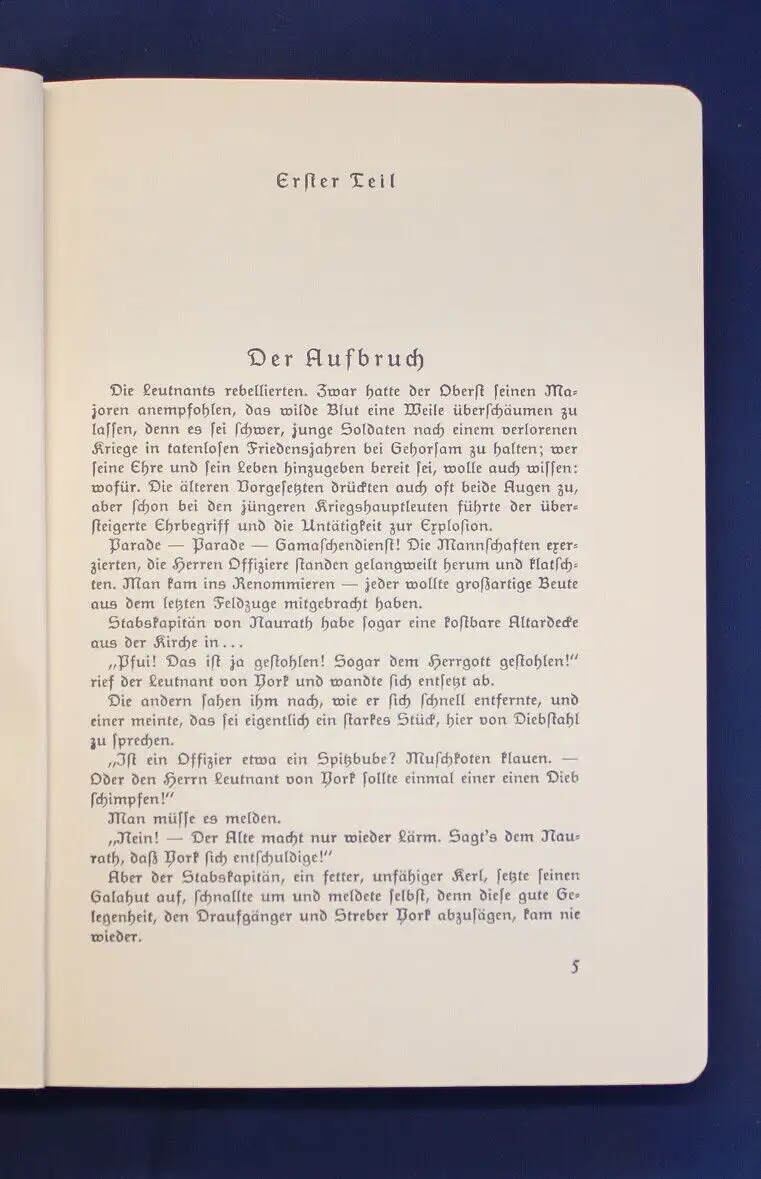 Erster Teil
Der Aufbruch
Die Leutnants rebellierten. Zwar hatte der Oberst seinen Ma-
joren anempfohlen, das wilde Blut eine Weile überschäumen zu
lassen, denn es sei schwer, junge Soldaten nach einem verlorenen
Kriege in tatenlosen Friedensjahren bei Gehorsam zu halten; wer
seine Ehre und sein Leben hinzugeben bereit sei, wolle auch wissen:
wofür. Die älteren Vorgesetzten drückten auch oft beide Augen zu,
aber schon bei den jüngeren Kriegshauptleuten führte der über-
steigerte Ehrbegriff und die Untätigkeit zur Explosion.
Parade — Parade — Gamaschendienst! Die Mannschaften exer-
zierten, die Herren Offiziere standen gelangweilt herum und klatsch-
ten. Man kam ins Renommieren — jeder wollte großartige Beute
aus dem letzten Feldzuge mitgebracht haben.
Stabskapitän von Naurath habe sogar eine kostbare Altardecke
aus der Kirche in...
„Pfui! Das ist ja gestohlen! Sogar dem Herrgott gestohlen!“
rief der Leutnant von York und wandte sich entsetzt ab.
Die andern sahen ihm nach, wie er sich schnell entfernte, und
einer meinte, das sei eigentlich ein starkes Stück, hier von Diebstahl
zu sprechen.
„Ist ein Offizier etwa ein Spitzbube? Muschkoten klauen. —
Oder den Herrn Leutnant von York sollte einmal einer einen Dieb
schimpfen!“
Man müsse es melden.
„Nein! — Der Alte macht nur wieder Lärm. Sagt's dem Nau-
rath, daß York sich entschuldige!“
Aber der Stabskapitän, ein fetter, unfähiger Kerl, setzte seinen
Galahut auf, schnallte um und meldete selbst, denn diese gute Ge-
legenheit, den Draufgänger und Streber York abzusägen, kam nie
wieder.
5